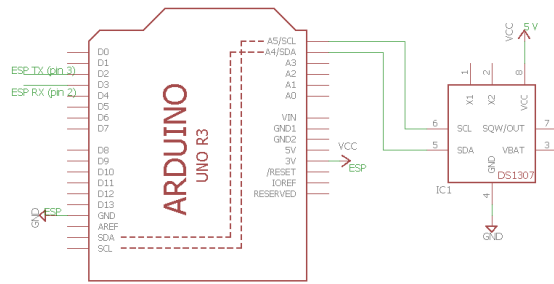 ESP TX (pin 3)
ESP RX (pin 2)
GND
ESP
D0
D1
D2
D3
D4
D5
D6
D7
D8
D9
D10
D11
D12
D13
GND
AREF
SDA
SCL
ARDUINO
UNO R3
A5/SCL
A4/SDA
A3
A2
A1
A0
VIN
GND1
GND2
5V
3V
/RESET
IOREF
RESERVED
VCC
ESP
VCC
5 V
1
2
8
X1
X2
VCC
6
SCL
SQW/OUT
7
5
SDA
VBAT
3
GND
DS1307
IC1
4
GND